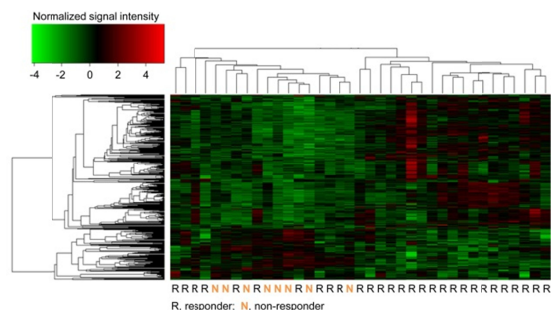 Normalized signal intensity
-4 -2 0 2 4
R R R R N N R N R N N N R N R R R N R R R R R R R R R R R R R R R R R R R
R, responder; N, non-responder